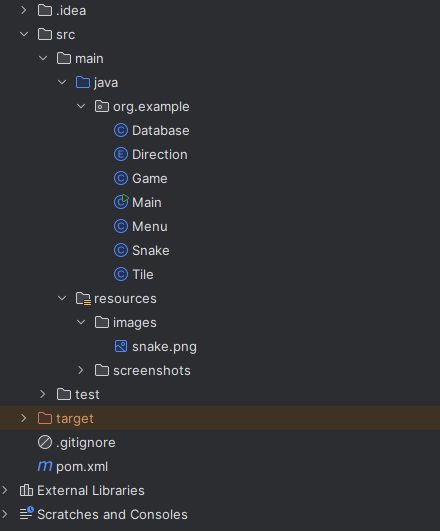 .idea
src
main
java
org.example
Database
Direction
Game
Main
Menu
Snake
Tile
resources
images
snake.png
screenshots
test
target
.gitignore
pom.xml
External Libraries
Scratches and Consoles